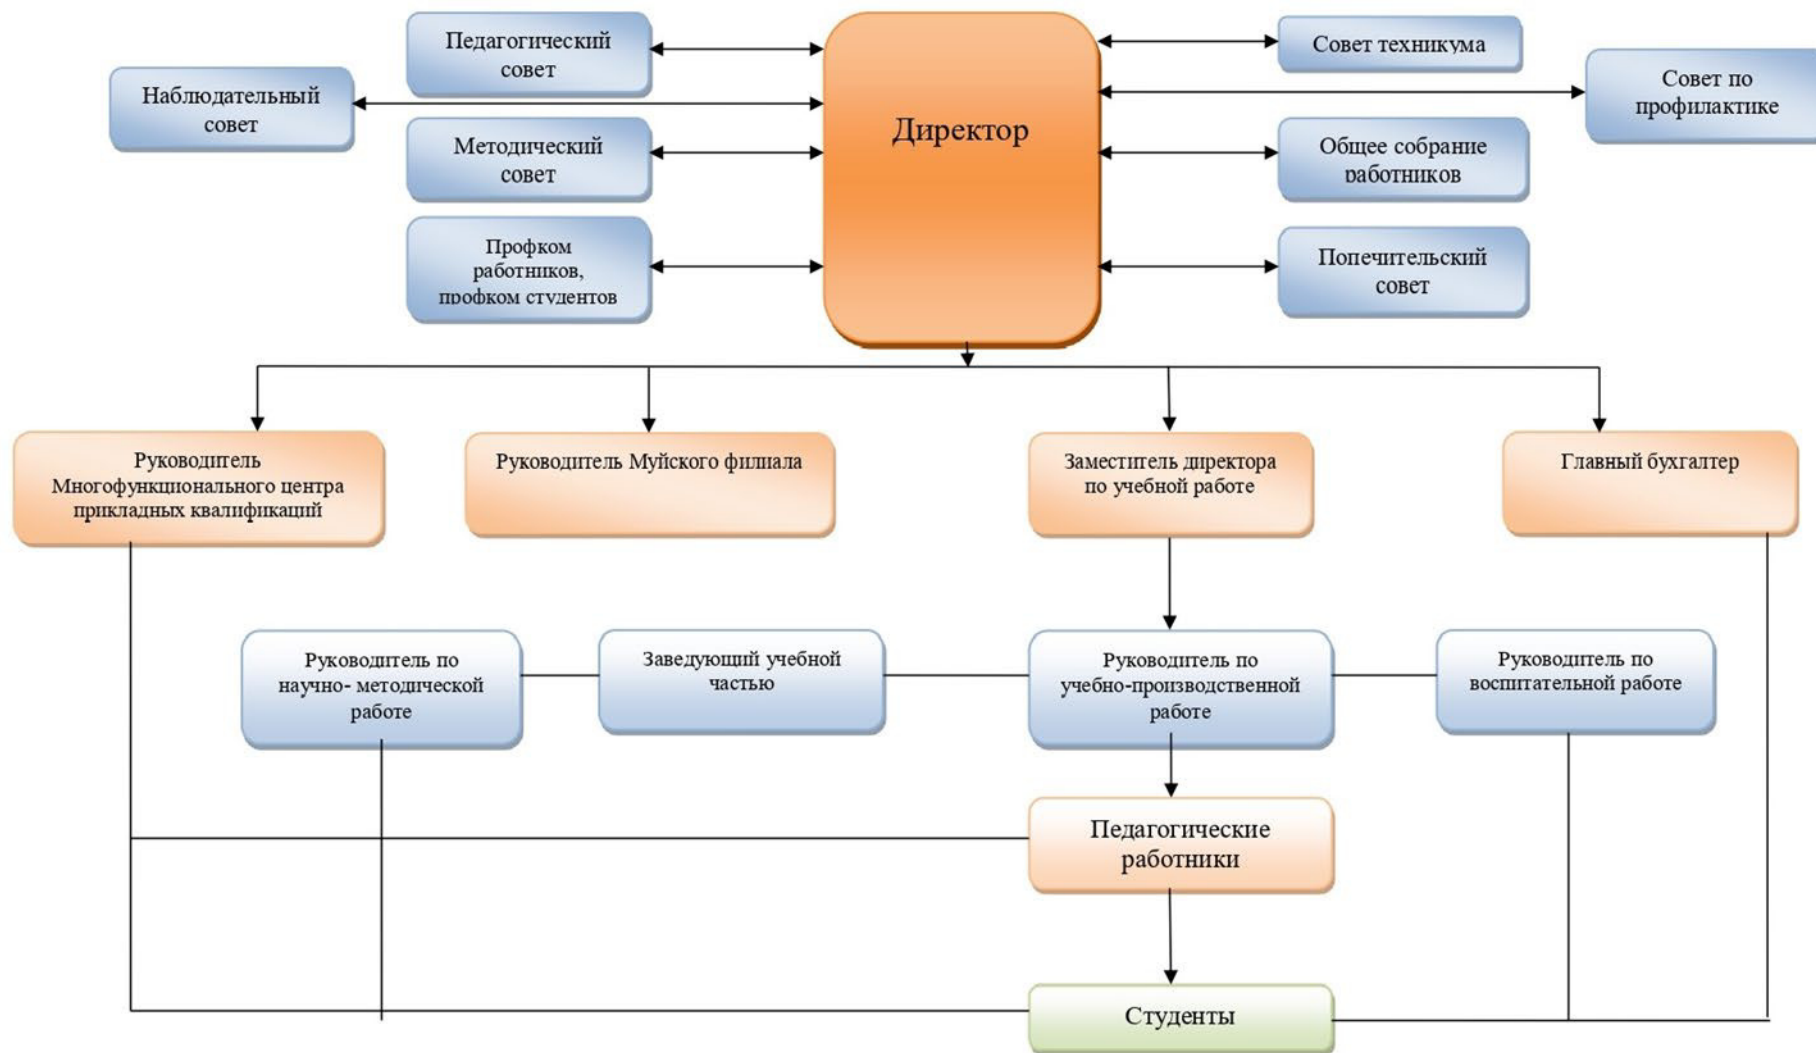 Педагогический
совет
Совет техникума
Наблюдательный
совет
Директор
Совет по
профилактике
Методический
совет
Общее собрание
работников
Профком
работников,
профком студентов
Попечительский
совет
Руководитель
Многофункционального центра
прикладных квалификаций
Руководитель Муйского филиала
Заместитель директора
по учебной работе
Главный бухгалтер
Руководитель по
научно- методической
работе
Заведующий учебной
частью
Руководитель по
учебно-производственной
работе
Руководитель по
воспитательной работе
Педагогические
работники
Студенты